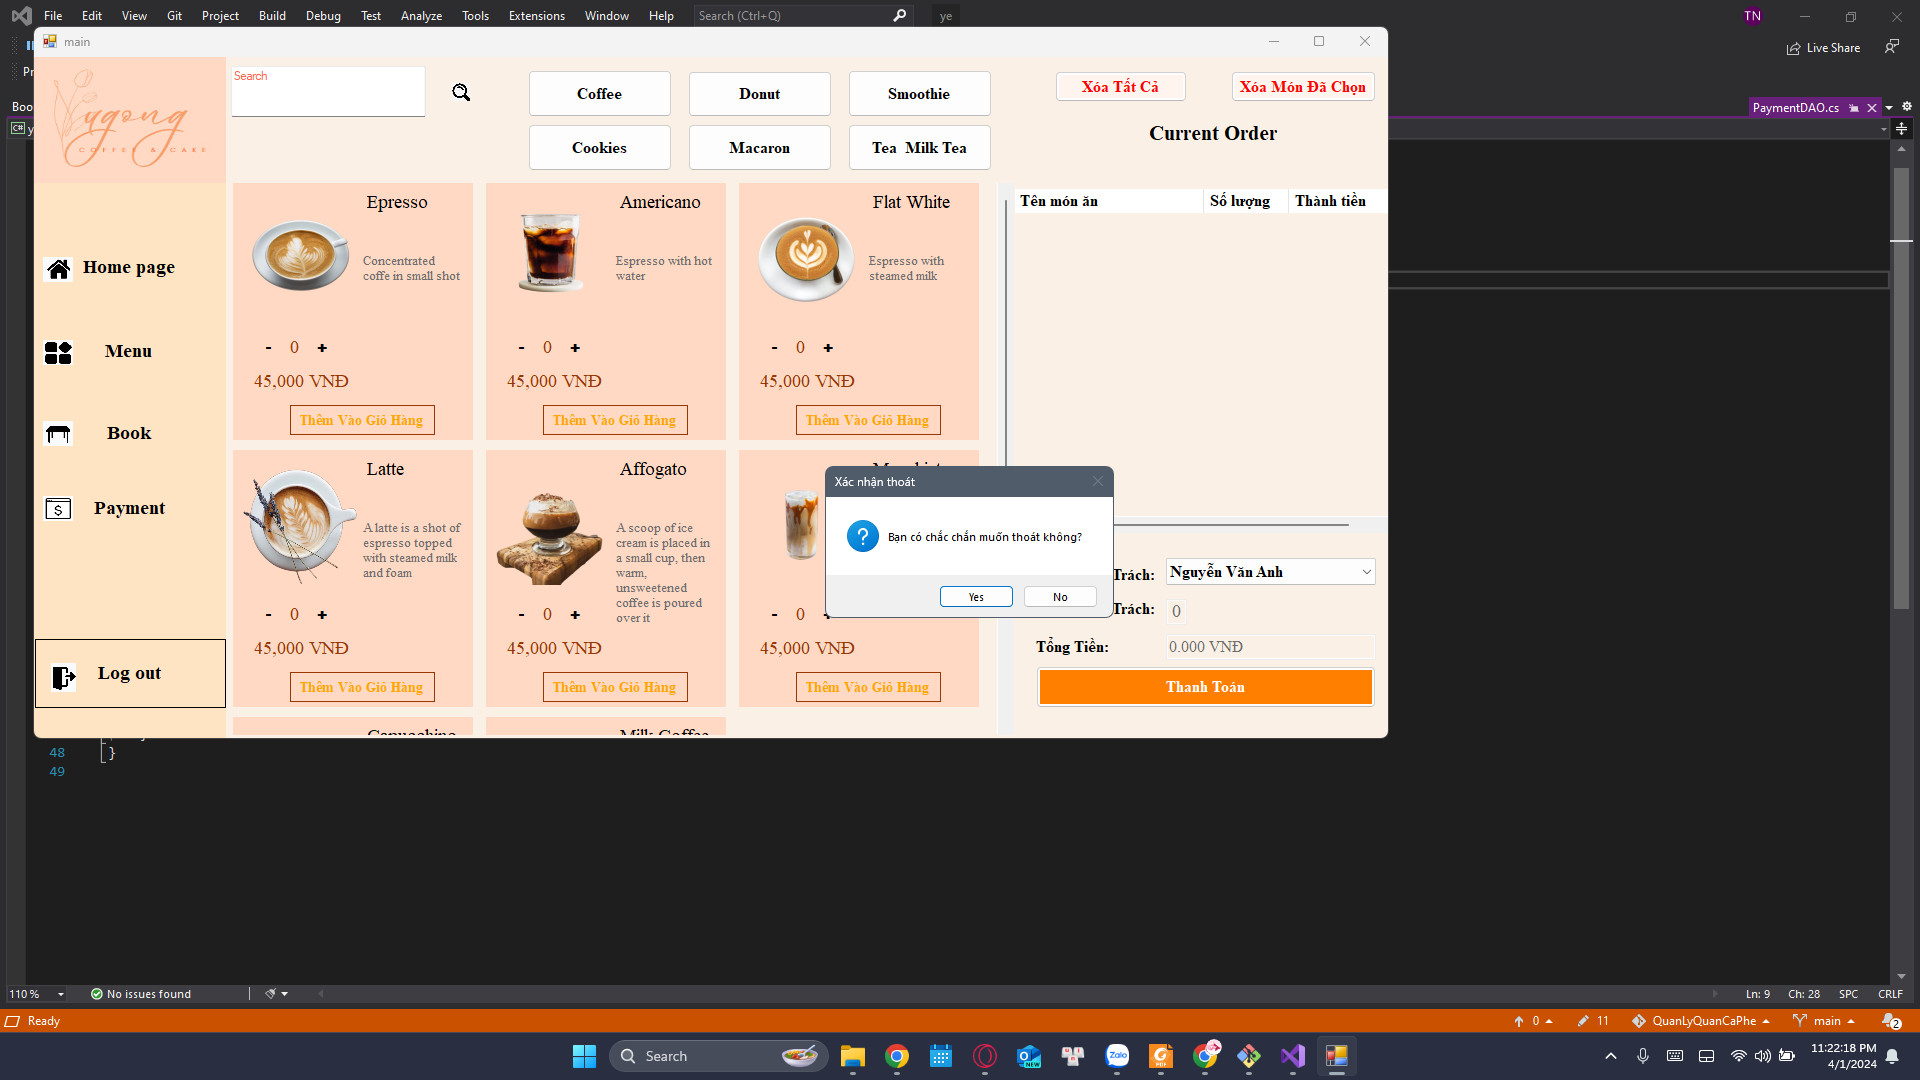 File Edit View Git Project Build Debug Test Analyze Tools Extensions Window Help Search (Ctrl+Q) ye TN
main
Live Share
Boo
PaymentDAO.cs
yugong
COFFEE & CAKE
Search
Coffee Donut Smoothie
Cookies Macaron Tea Milk Tea
Xóa Tất Cả Xóa Món Đã Chọn
Current Order
Tên món ăn Số lượng Thành tiền
Home page
Menu
Book
Payment
Log out
Epresso
Concentrated
coffe in small shot
- 0 +
45,000 VNĐ
Thêm Vào Giỏ Hàng
Americano
Espresso with hot
water
- 0 +
45,000 VNĐ
Thêm Vào Giỏ Hàng
Flat White
Espresso with
steamed milk
- 0 +
45,000 VNĐ
Thêm Vào Giỏ Hàng
Latte
A latte is a shot of
espresso topped
with steamed milk
and foam
- 0 +
45,000 VNĐ
Thêm Vào Giỏ Hàng
Affogato
A scoop of ice
cream is placed in
a small cup, then
warm,
unsweetened
coffee is poured
over it
- 0 +
45,000 VNĐ
Thêm Vào Giỏ Hàng
- 0
45,000 VNĐ
Thêm Vào Giỏ Hàng
Xác nhận thoát
Bạn có chắc chắn muốn thoát không?
Yes No
Trách: Nguyễn Văn Anh
Trách: 0
Tổng Tiền: 0.000 VNĐ
Thanh Toán
Capucchino
Milk Coffee
48 }
49
110 % No issues found Ln: 9 Ch: 28 SPC CRLF
Ready 0 11 QuanLyQuanCaPhe main 2
Search
Zalo
11:22:18 PM
4/1/2024